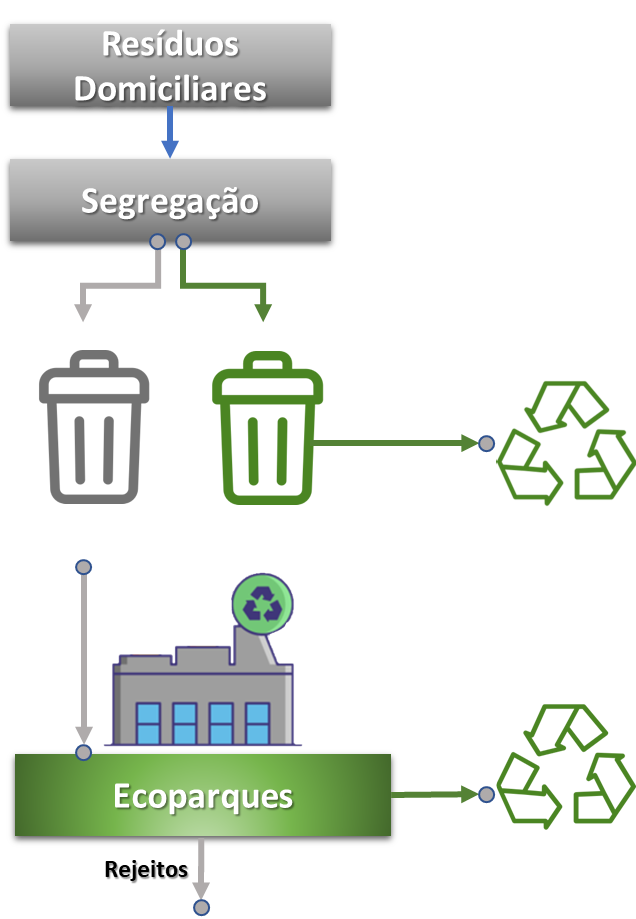 Resíduos
Domiciliares
Segregação
Ecoparques
Rejeitos